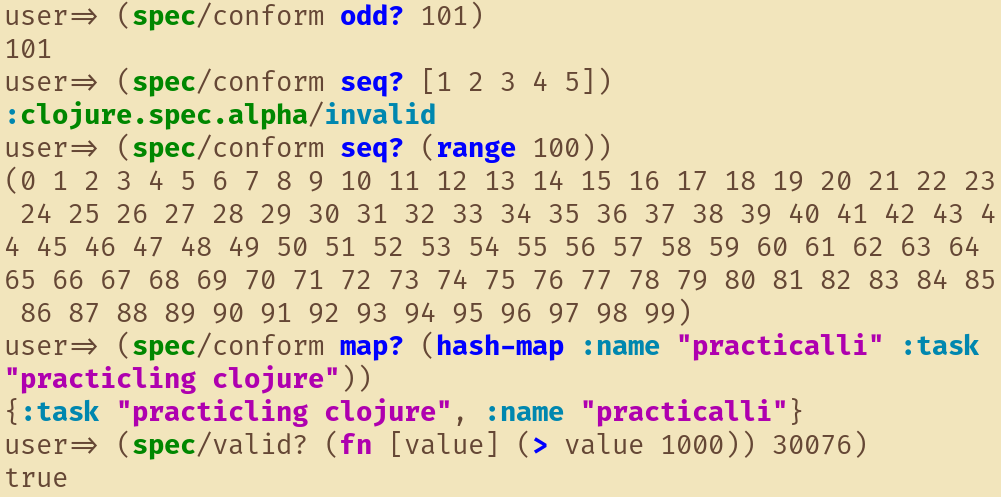 user=> (spec/conform odd? 101)
101
user=> (spec/conform seq? [1 2 3 4 5])
:clojure.spec.alpha/invalid
user=> (spec/conform seq? (range 100))
(0 1 2 3 4 5 6 7 8 9 10 11 12 13 14 15 16 17 18 19 20 21 22 23
 24 25 26 27 28 29 30 31 32 33 34 35 36 37 38 39 40 41 42 43 4
4 45 46 47 48 49 50 51 52 53 54 55 56 57 58 59 60 61 62 63 64
65 66 67 68 69 70 71 72 73 74 75 76 77 78 79 80 81 82 83 84 85
 86 87 88 89 90 91 92 93 94 95 96 97 98 99)
user=> (spec/conform map? (hash-map :name "practicalli" :task
"practicling clojure"))
{:task "practicling clojure", :name "practicalli"}
user=> (spec/valid? (fn [value] (> value 1000)) 30076)
true